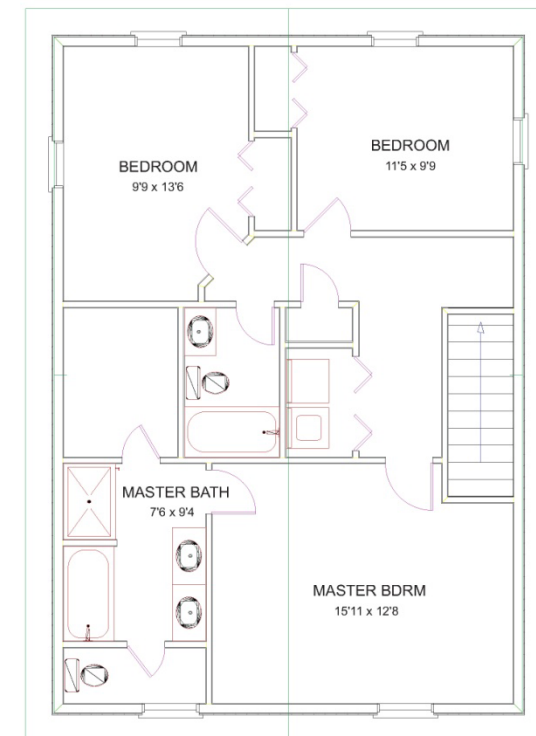 BEDROOM
9'9 x 13'6
BEDROOM
11'5 x 9'9
MASTER BATH
7'6 x 9'4
MASTER BDRM
15'11 x 12'8